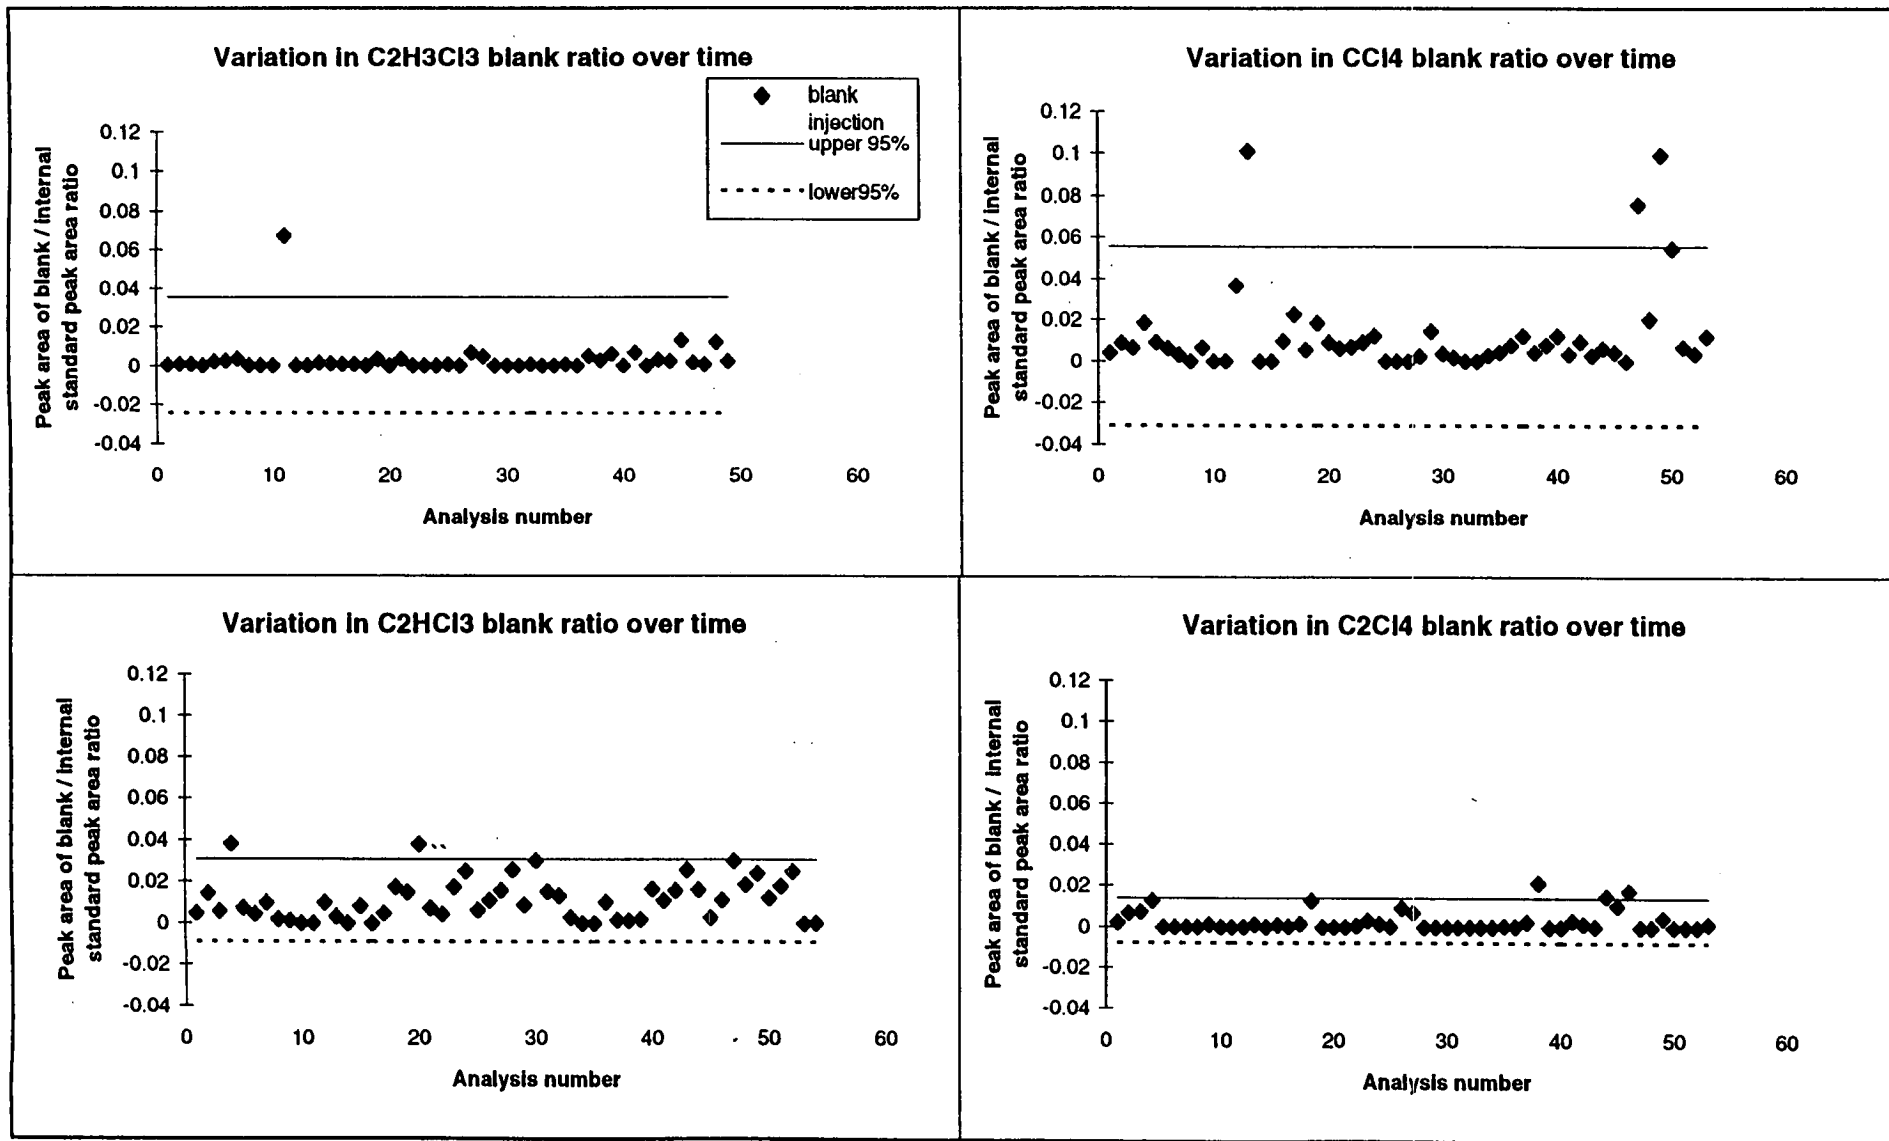 Variation in C2H3Cl3 blank ratio over time
blank
injection
upper 95%
lower95%
Peak area of blank / internal
standard peak area ratio
0.12
0.1
0.08
0.06
0.04
0.02
0
-0.02
-0.04
0 10 20 30 40 50 60
Analysis number
Variation in CCl4 blank ratio over time
Peak area of blank / internal
standard peak area ratio
0.12
0.1
0.08
0.06
0.04
0.02
0
-0.02
-0.04
0 10 20 30 40 50 60
Analysis number
Variation in C2HCl3 blank ratio over time
Peak area of blank / internal
standard peak area ratio
0.12
0.1
0.08
0.06
0.04
0.02
0
-0.02
-0.04
0 10 20 30 40 50 60
Analysis number
Variation in C2Cl4 blank ratio over time
Peak area of blank / internal
standard peak area ratio
0.12
0.1
0.08
0.06
0.04
0.02
0
-0.02
-0.04
0 10 20 30 40 50 60
Analysis number